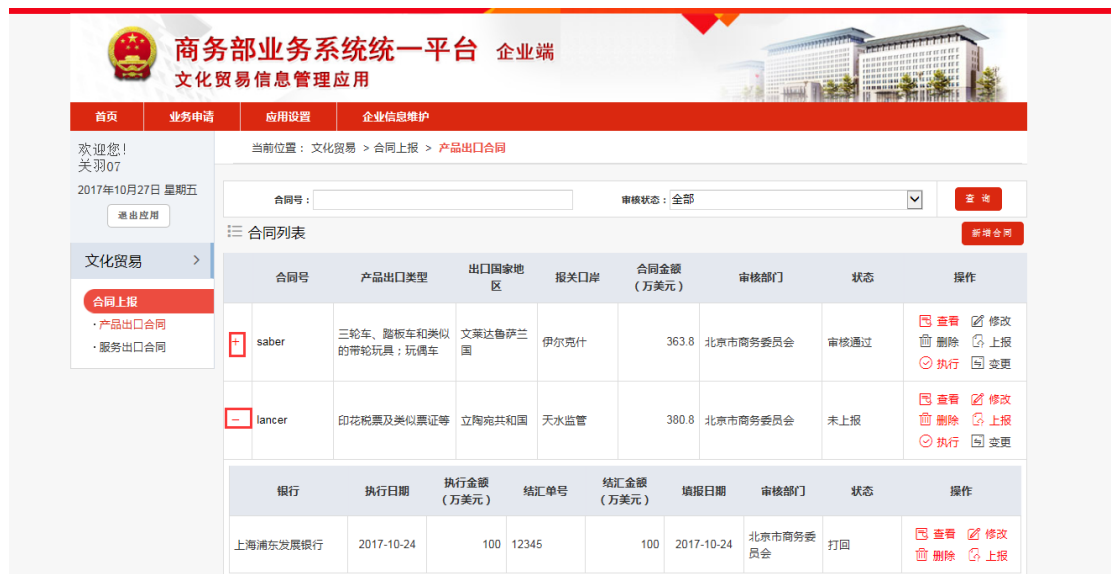 商务部业务系统统一平台 企业端
文化贸易信息管理应用
首页 业务申请 应用设置 企业信息维护
欢迎您!
关羽07
2017年10月27日 星期五
退出应用
当前位置： 文化贸易 > 合同上报 > 产品出口合同
合同号： 审核状态： 全部 查 询
合同列表 新增合同
文化贸易 >
合同上报
· 产品出口合同
· 服务出口合同
合同号 产品出口类型 出口国家地 报关口岸 合同金额 审核部门 状态 操作
区 （万美元）
+ saber 三轮车、踏板车和类似 文莱达鲁萨兰 伊尔克什 363.8 北京市商务委员会 审核通过 查看 修改
的带轮玩具；玩偶车 国 删除 上报
执行 变更
- lancer 印花税票及类似票证等 立陶宛共和国 天水监管 380.8 北京市商务委员会 未上报 查看 修改
删除 上报
执行 变更
银行 执行日期 执行金额 结汇单号 结汇金额 填报日期 审核部门 状态 操作
（万美元） （万美元）
上海浦东发展银行 2017-10-24 100 12345 100 2017-10-24 北京市商务委 打回 查看 修改
员会 删除 上报